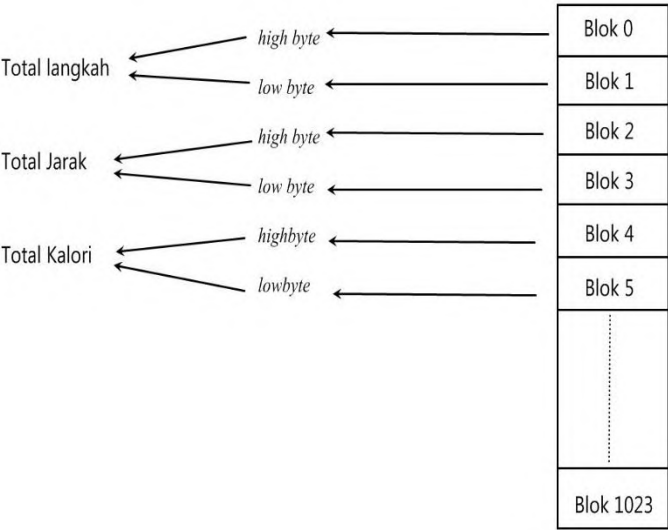 high byte
Blok 0
Total langkah
low byte
Blok 1
high byte
Blok 2
Total Jarak
low byte
Blok 3
highbyte
Blok 4
Total Kalori
lowbyte
Blok 5
Blok 1023